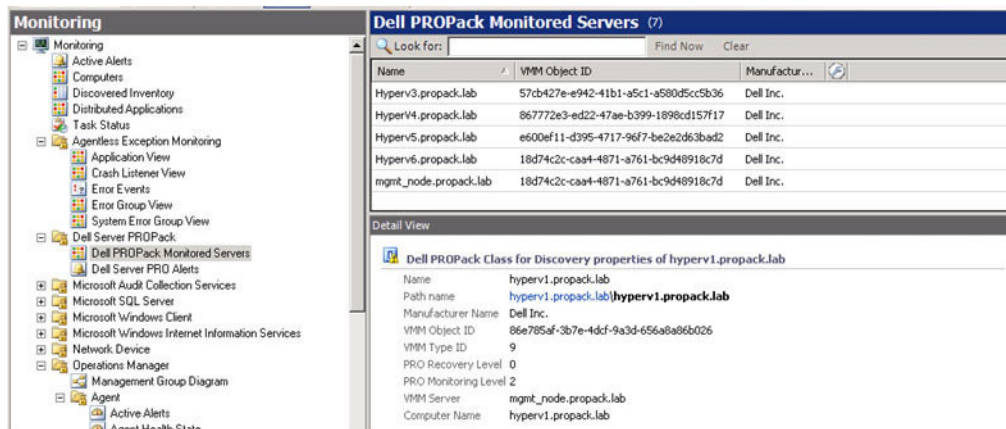 Monitoring
Monitoring
Active Alerts
Computers
Discovered Inventory
Distributed Applications
Task Status
Agentless Exception Monitoring
Application View
Crash Listener View
Error Events
Error Group View
System Error Group View
Dell Server PROPack
Dell PROPack Monitored Servers
Dell Server PRO Alerts
Microsoft Audit Collection Services
Microsoft SQL Server
Microsoft Windows Client
Microsoft Windows Internet Information Services
Network Device
Operations Manager
Management Group Diagram
Agent
Active Alerts
Agent Health State
Dell PROPack Monitored Servers (7)
Look for: Find Now Clear
Name VMM Object ID Manufactur...
Hyperv3.propack.lab 57cb427e-e942-41b1-a5c1-a580d5cc5b36 Dell Inc.
HyperV4.propack.lab 867772e3-ed22-47ae-b399-1898cd157f17 Dell Inc.
Hyperv5.propack.lab e600ef11-d395-4717-96f7-be2e2d63bad2 Dell Inc.
Hyperv6.propack.lab 18d74c2c-caa4-4871-a761-bc9d48918c7d Dell Inc.
mgmt_node.propack.lab 18d74c2c-caa4-4871-a761-bc9d48918c7d Dell Inc.
Detail View
Dell PROPack Class for Discovery properties of hyperv1.propack.lab
Name hyperv1.propack.lab
Path name hyperv1.propack.lab\hyperv1.propack.lab
Manufacturer Name Dell Inc.
VMM Object ID 86e785af-3b7e-4dcf-9a3d-656a8a86b026
VMM Type ID 9
PRO Recovery Level 0
PRO Monitoring Level 2
VMM Server mgmt_node.propack.lab
Computer Name hyperv1.propack.lab